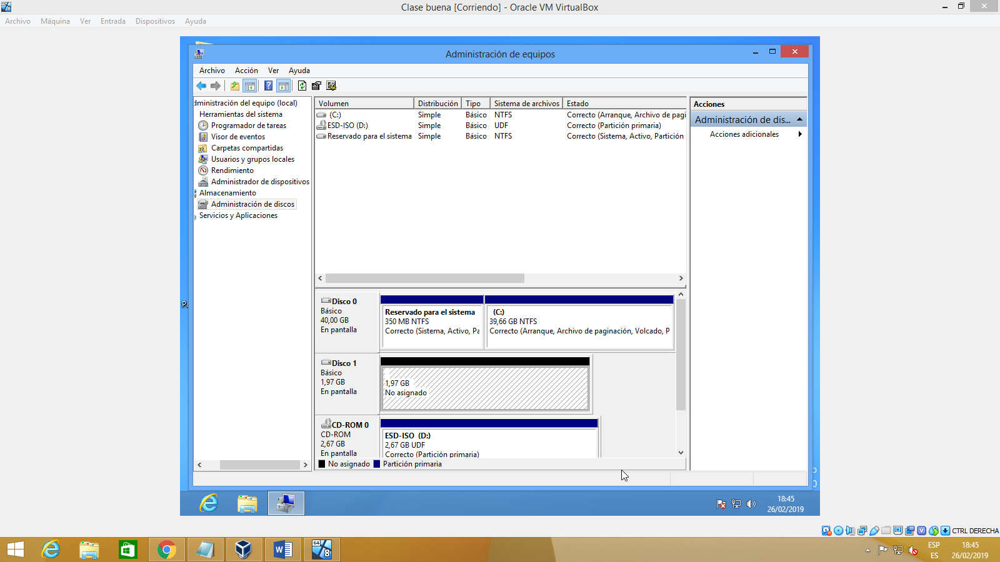 Clase buena [Corriendo] - Oracle VM VirtualBox
Archivo Máquina Ver Entrada Dispositivos Ayuda
Administración de equipos
Archivo Acción Ver Ayuda
dministración del equipo (local)
Herramientas del sistema
Programador de tareas
Visor de eventos
Carpetas compartidas
Usuarios y grupos locales
Rendimiento
Administrador de dispositivos
Almacenamiento
Administración de discos
Servicios y Aplicaciones
Volumen Distribución Tipo Sistema de archivos Estado
(C:) Simple Básico NTFS Correcto (Arranque, Archivo de pagi
ESD-ISO (D:) Simple Básico UDF Correcto (Partición primaria)
Reservado para el sistema Simple Básico NTFS Correcto (Sistema, Activo, Partición
Acciones
Administración de dis...
Acciones adicionales
Disco 0
Básico
40,00 GB
En pantalla
Reservado para el sistema
350 MB NTFS
Correcto (Sistema, Activo, Pa
(C:)
39,66 GB NTFS
Correcto (Arranque, Archivo de paginación, Volcado, P
Disco 1
Básico
1,97 GB
En pantalla
1,97 GB
No asignado
CD-ROM 0
CD-ROM
2,67 GB
En pantalla
ESD-ISO (D:)
2,67 GB UDF
Correcto (Partición primaria)
No asignado Partición primaria
Pa
18:45
26/02/2019
CTRL DERECHA
64
8
ESP
ES
18:45
26/02/2019